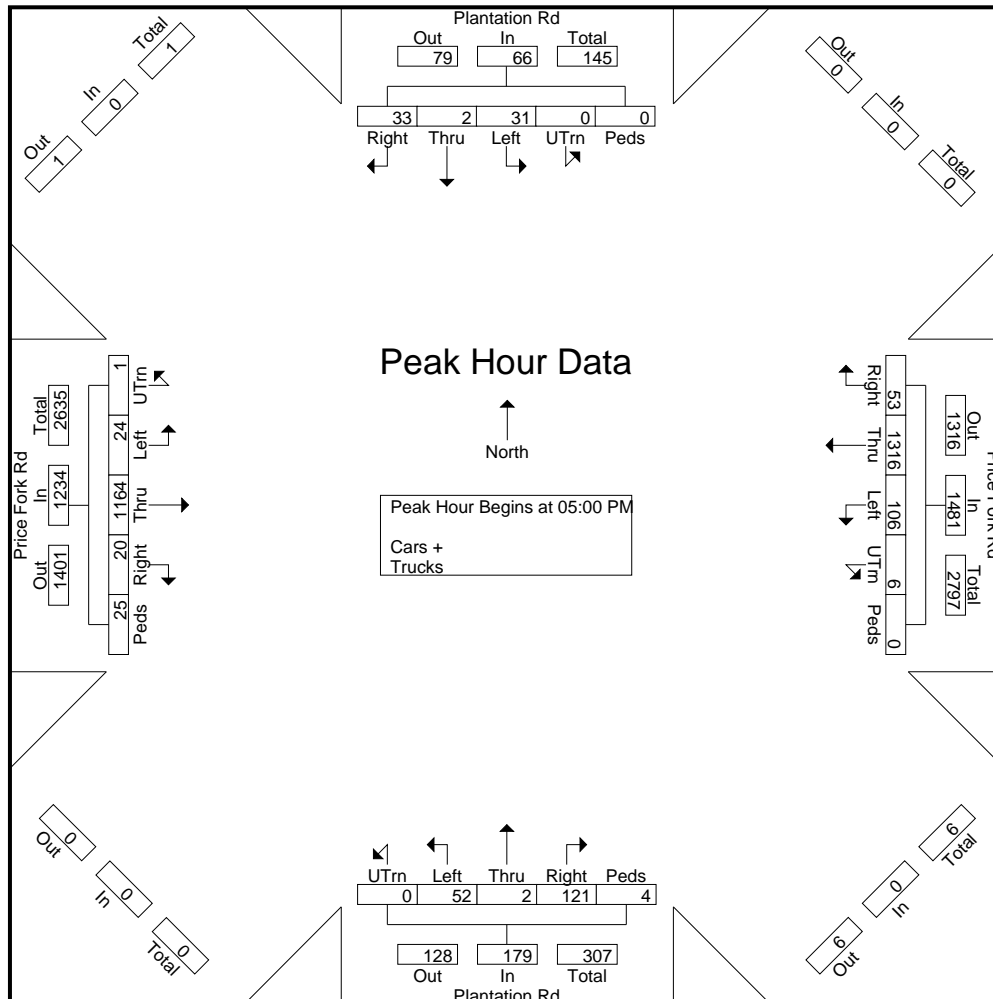 Plantation Rd
Out In Total
79 66 145
33 2 31 0 0
Right Thru Left UTrn Peds
Total
1
In
0
Out
1
Out
0
In
0
Total
0
Peak Hour Data
North
Peak Hour Begins at 05:00 PM
Cars +
Trucks
Price Fork Rd
Out In Total
1401 1234 2635
25 20 1164 24 1
Peds Right Thru Left UTrn
Price Fork Rd
Out In Total
1316 1481 2797
53 1316 106 6 0
Right Thru Left UTrn Peds
0
Out
0
In
0
Total
6
Total
0
In
6
Out
UTrn Left Thru Right Peds
0 52 2 121 4
128 179 307
Out In Total
Plantation Rd